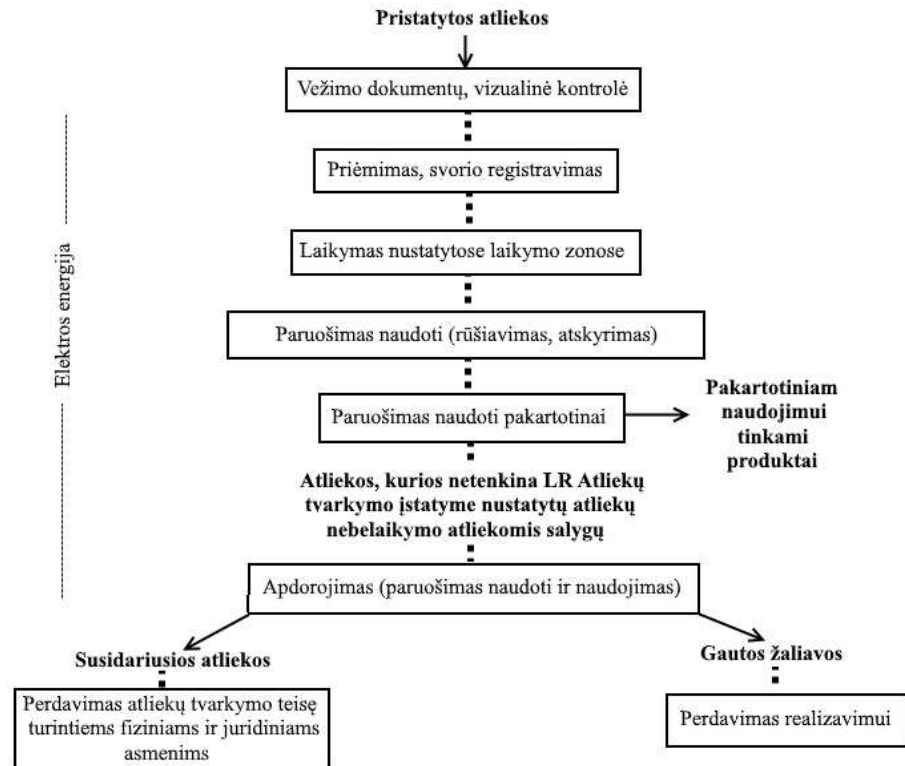 Pristatytos atliekos
Vežimo dokumentų, vizualinė kontrolė
Priėmimas, svorio registravimas
Laikymas nustatytose laikymo zonose
Elektros energija
Paruošimas naudoti (rūšiavimas, atskyrimas)
Paruošimas naudoti pakartotinai
Pakartotiniam
naudojimui
tinkami
produktai
Atliekos, kurios netenkina LR Atliekų
tvarkymo įstatyme nustatytų atliekų
nebelaikymo atliekomis salygų
Apdorojimas (paruošimas naudoti ir naudojimas)
Susidariusios atliekos
Gautos žaliavos
Perdavimas atliekų tvarkymo teisę
turintiems fiziniams ir juridiniams
asmenims
Perdavimas realizavimui